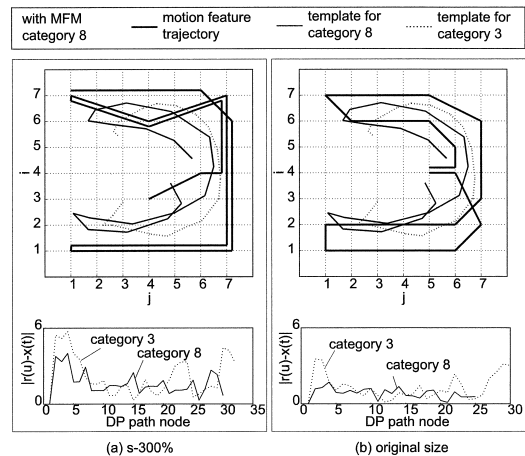 with MFM
category 8
motion feature
trajectory
template for
category 8
template for
category 3
7
6
5
i
4
3
2
1
1 2 3 4 5 6 7
j
6
|r(u)-x(t)|
category 3
category 8
0
0 5 10 15 20 25 30 35
DP path node
(a) s-300%
7
6
5
i
4
3
2
1
1 2 3 4 5 6 7
j
6
|r(u)-x(t)|
category 3
category 8
0
0 5 10 15 20 25 30
DP path node
(b) original size